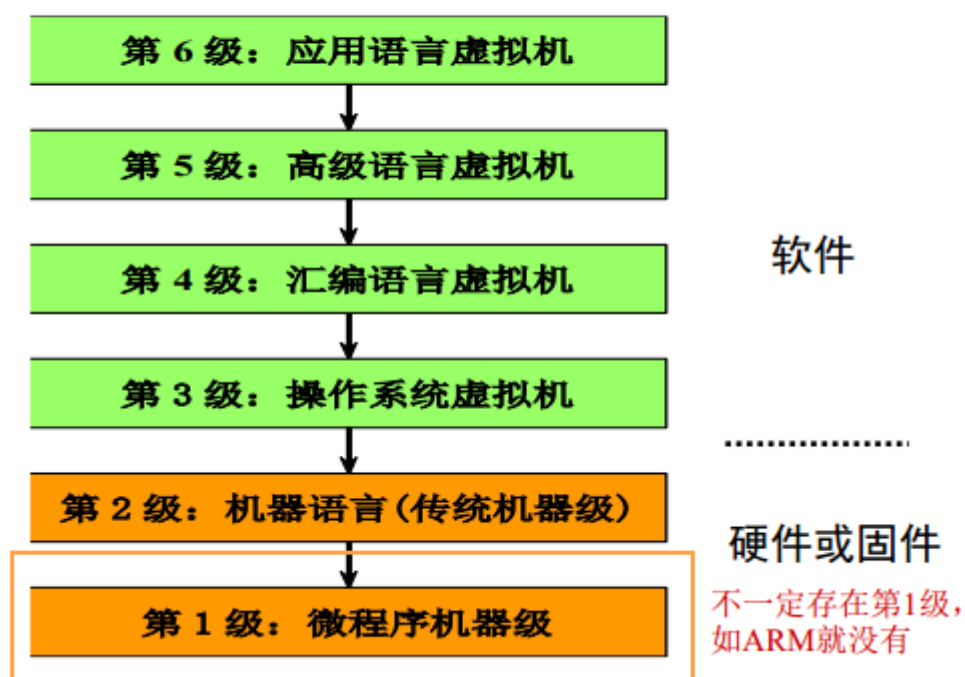 第 6 级：应用语言虚拟机
第 5 级：高级语言虚拟机
软件
第 4 级：汇编语言虚拟机
第 3 级：操作系统虚拟机
第 2 级：机器语言(传统机器级)
硬件或固件
不一定存在第1级，
如ARM就没有
第 1 级：微程序机器级